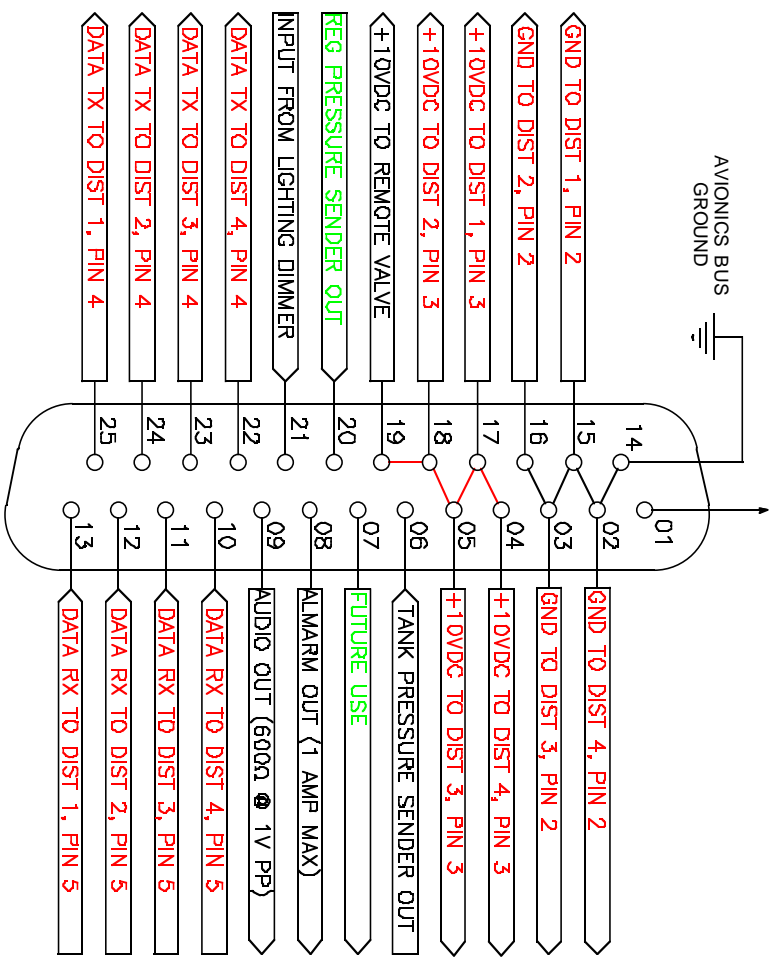 AVIONICS BUS
GROUND
GND TO DIST 1, PIN 2
GND TO DIST 2, PIN 2
+10VDC TO DIST 1, PIN 3
+10VDC TO DIST 2, PIN 3
+10VDC TO REMOTE VALVE
REG PRESSURE SENDER OUT
INPUT FROM LIGHTING DIMMER
DATA TX TO DIST 4, PIN 4
DATA TX TO DIST 3, PIN 4
DATA TX TO DIST 2, PIN 4
DATA TX TO DIST 1, PIN 4
14
15
16
17
18
19
20
21
22
23
24
25
01
02
03
04
05
06
07
08
09
10
11
12
13
GND TO DIST 4, PIN 2
GND TO DIST 3, PIN 2
+10VDC TO DIST 4, PIN 3
+10VDC TO DIST 3, PIN 3
TANK PRESSURE SENDER OUT
FUTURE USE
ALMARM OUT (1 AMP MAX)
AUDIO OUT (600Ω @ 1V PP)
DATA RX TO DIST 4, PIN 5
DATA RX TO DIST 3, PIN 5
DATA RX TO DIST 2, PIN 5
DATA RX TO DIST 1, PIN 5